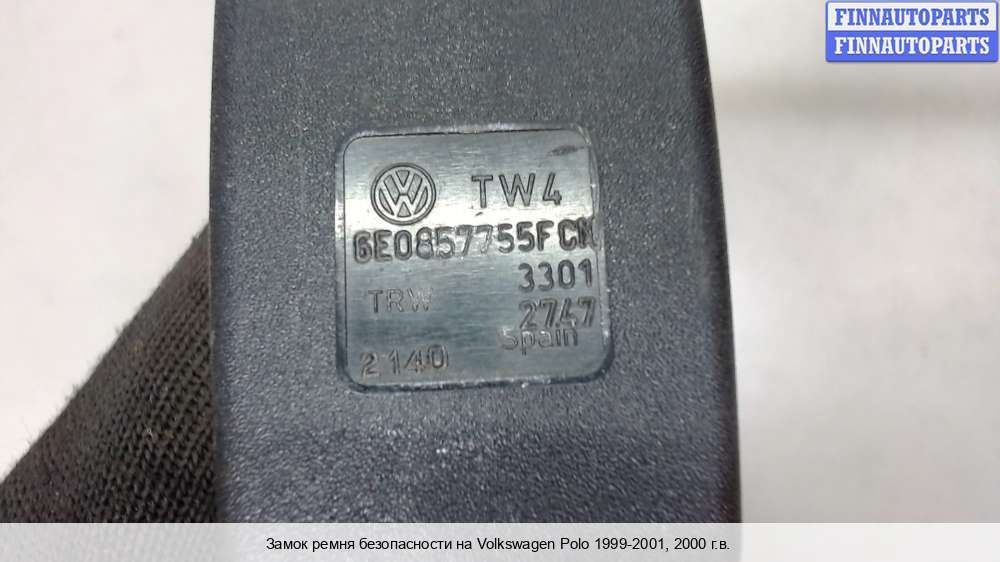 FINNAUTOPARTS
FINNAUTOPARTS
TW4
6E0857755FCN
3301
TRW
2747
Spain
2140
Замок ремня безопасности на Volkswagen Polo 1999-2001, 2000 г.в.